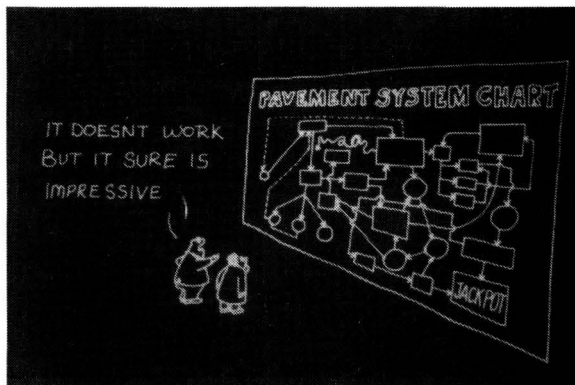 PAVEMENT SYSTEM CHART
IT DOESNT WORK
BUT IT SURE IS
IMPRESSIVE
JACKPOT